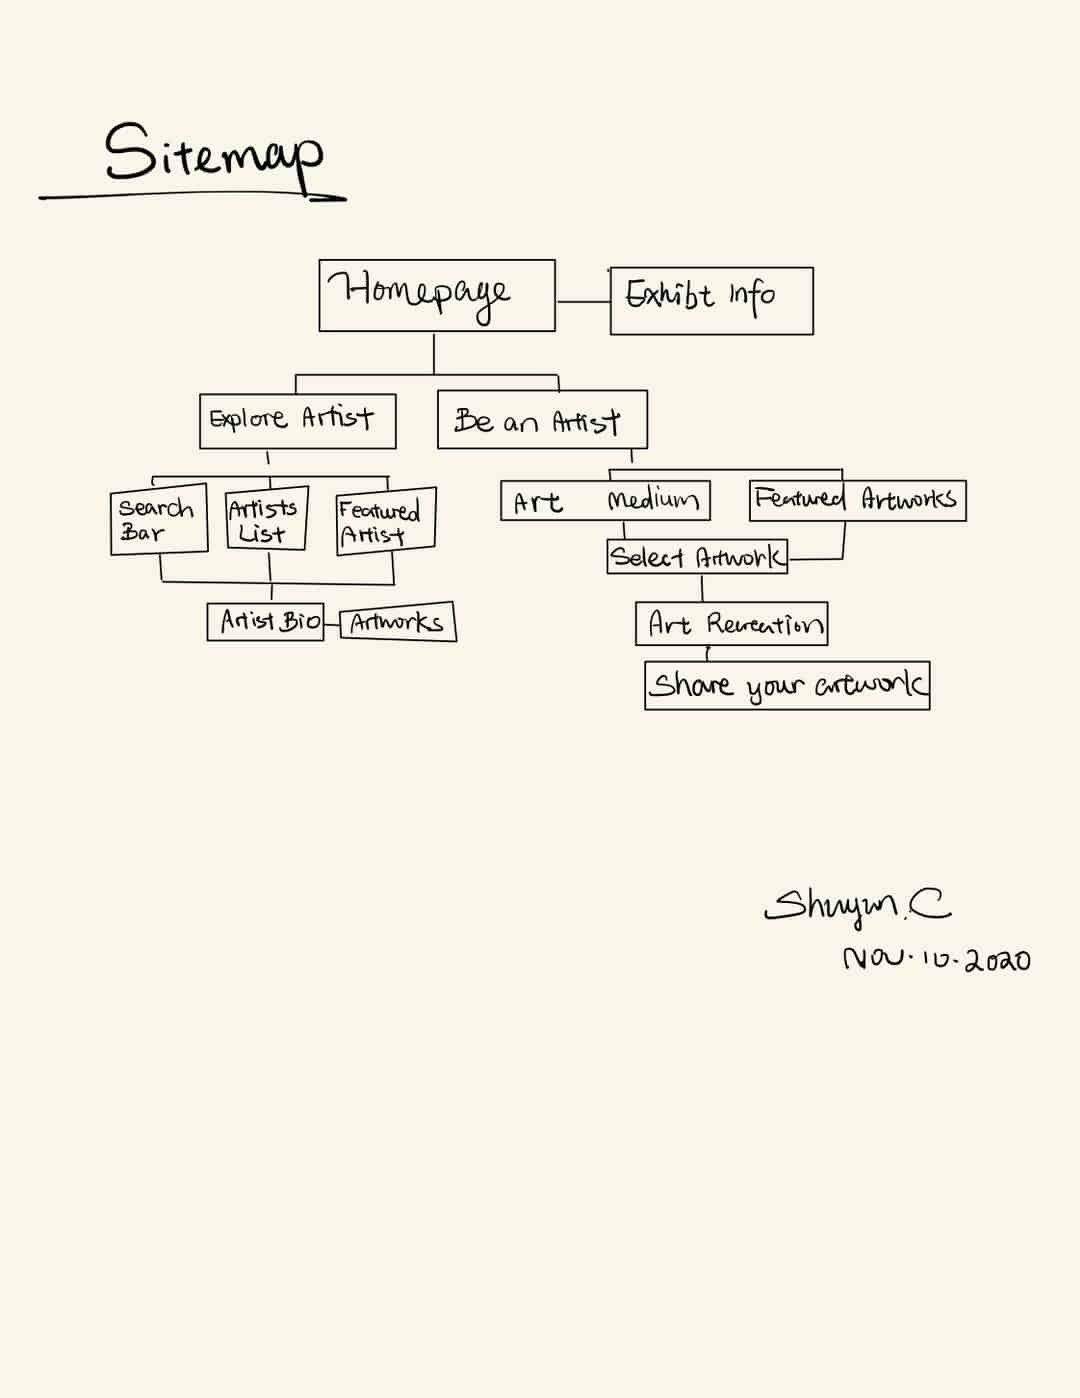 Sitemap
Homepage
Exhibt Info
Explore Artist
Be an Artist
Search
Bar
Artists
List
Featured
Artist
Art Medium
Featured Artworks
Select Artwork
Artist Bio
Artworks
Art Recreation
Share your artwork
Shuyun.C
Nov.10.2020